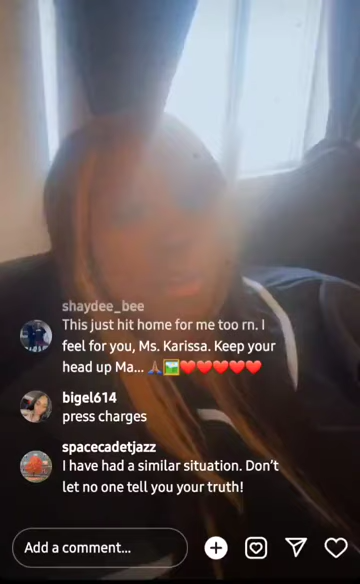 shaydee_bee
This just hit home for me too rn. I
feel for you, Ms. Karissa. Keep your
head up Ma... 🙏🏾🖼️❤️❤️❤️❤️❤️
bigel614
press charges
spacecadetjazz
I have had a similar situation. Don't
let no one tell you your truth!
Add a comment...